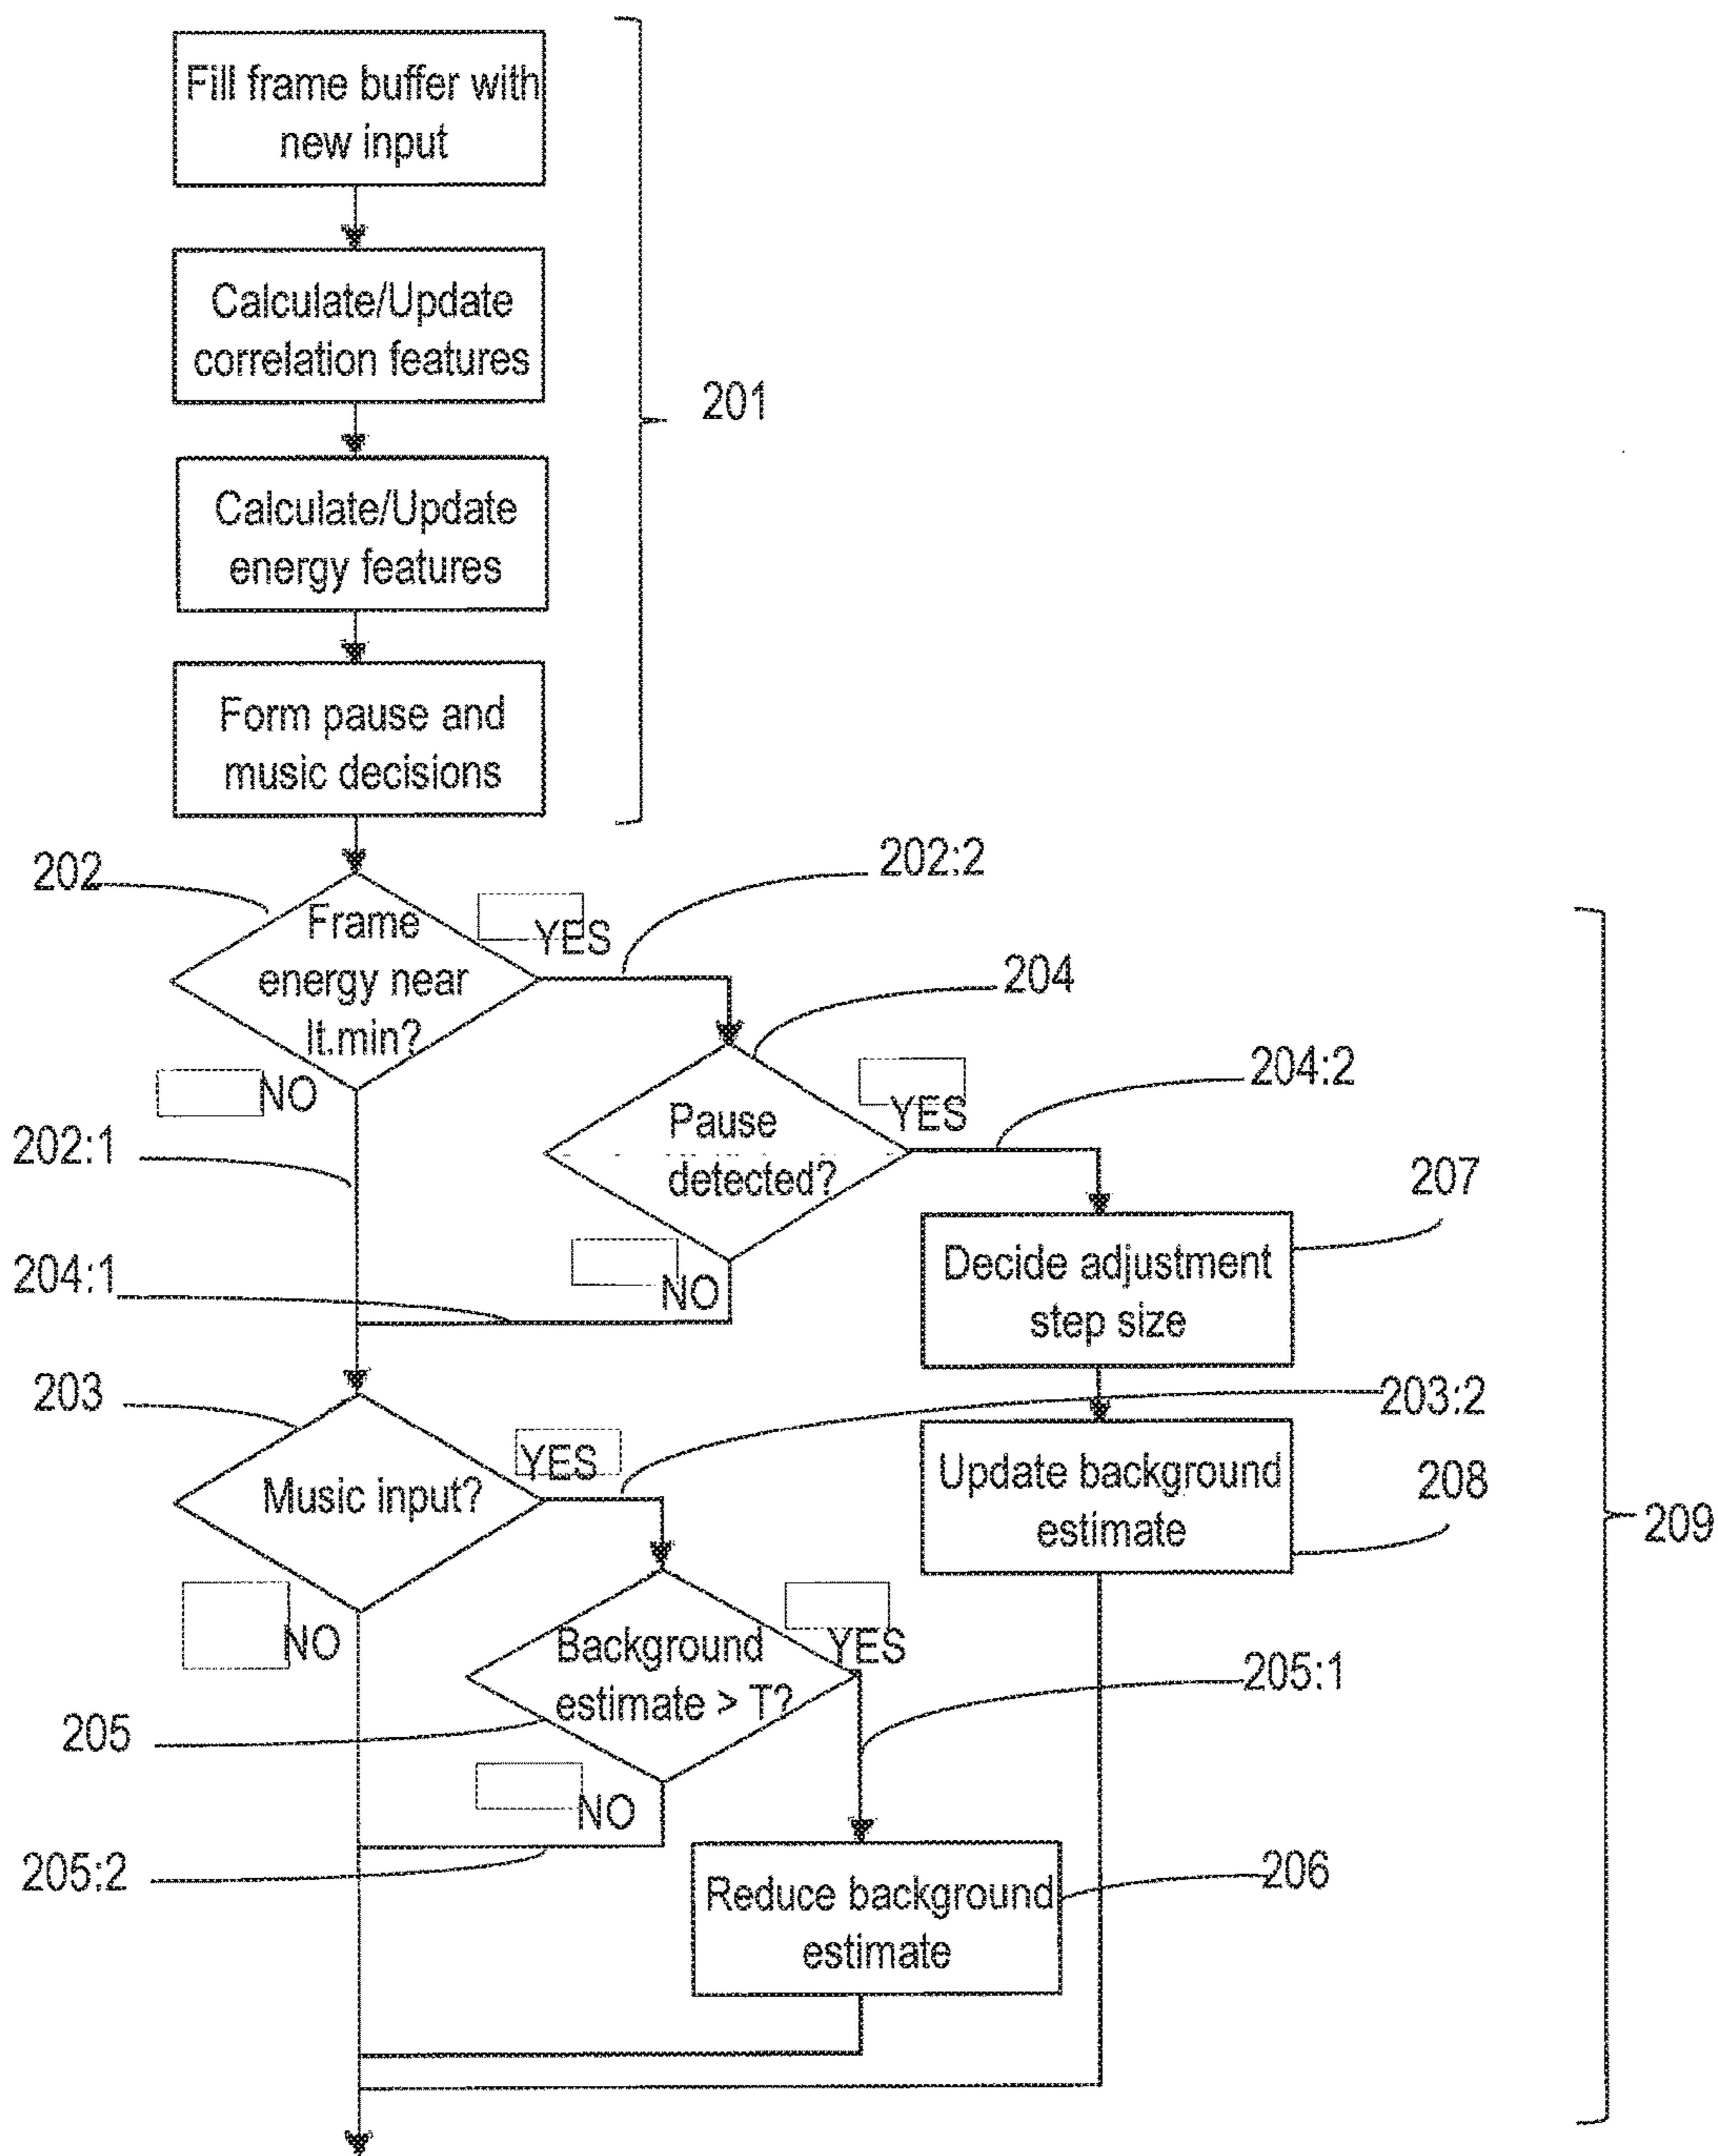 Fill frame buffer with
new input
Calculate/Update
correlation features
201
Calculate/Update
energy features
Form pause and
music decisions
202
202:2
Frame
energy near
lt.min?
YES
NO
204
Pause
detected?
YES
204:2
202:1
207
204:1
NO
Decide adjustment
step size
203
203:2
Music input?
YES
Update background
estimate
208
209
NO
Background
estimate > T?
YES
205:1
205
NO
205:2
Reduce background
estimate
206